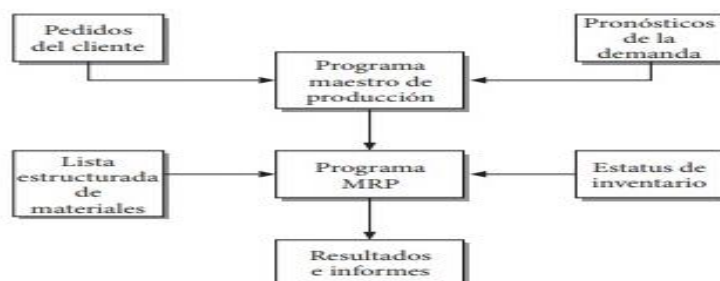 Pedidos
del cliente
Pronósticos
de la
demanda
Programa
maestro de
producción
Lista
estructurada
de
materiales
Programa
MRP
Estatus de
inventario
Resultados
e informes